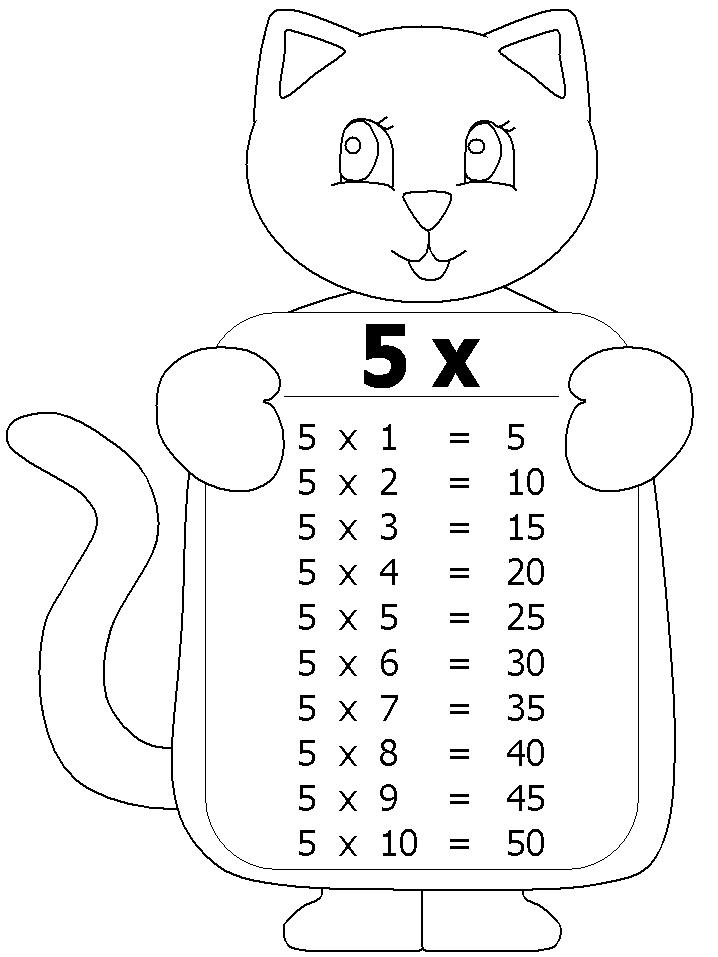 5 x
5 x 1 = 5
5 x 2 = 10
5 x 3 = 15
5 x 4 = 20
5 x 5 = 25
5 x 6 = 30
5 x 7 = 35
5 x 8 = 40
5 x 9 = 45
5 x 10 = 50